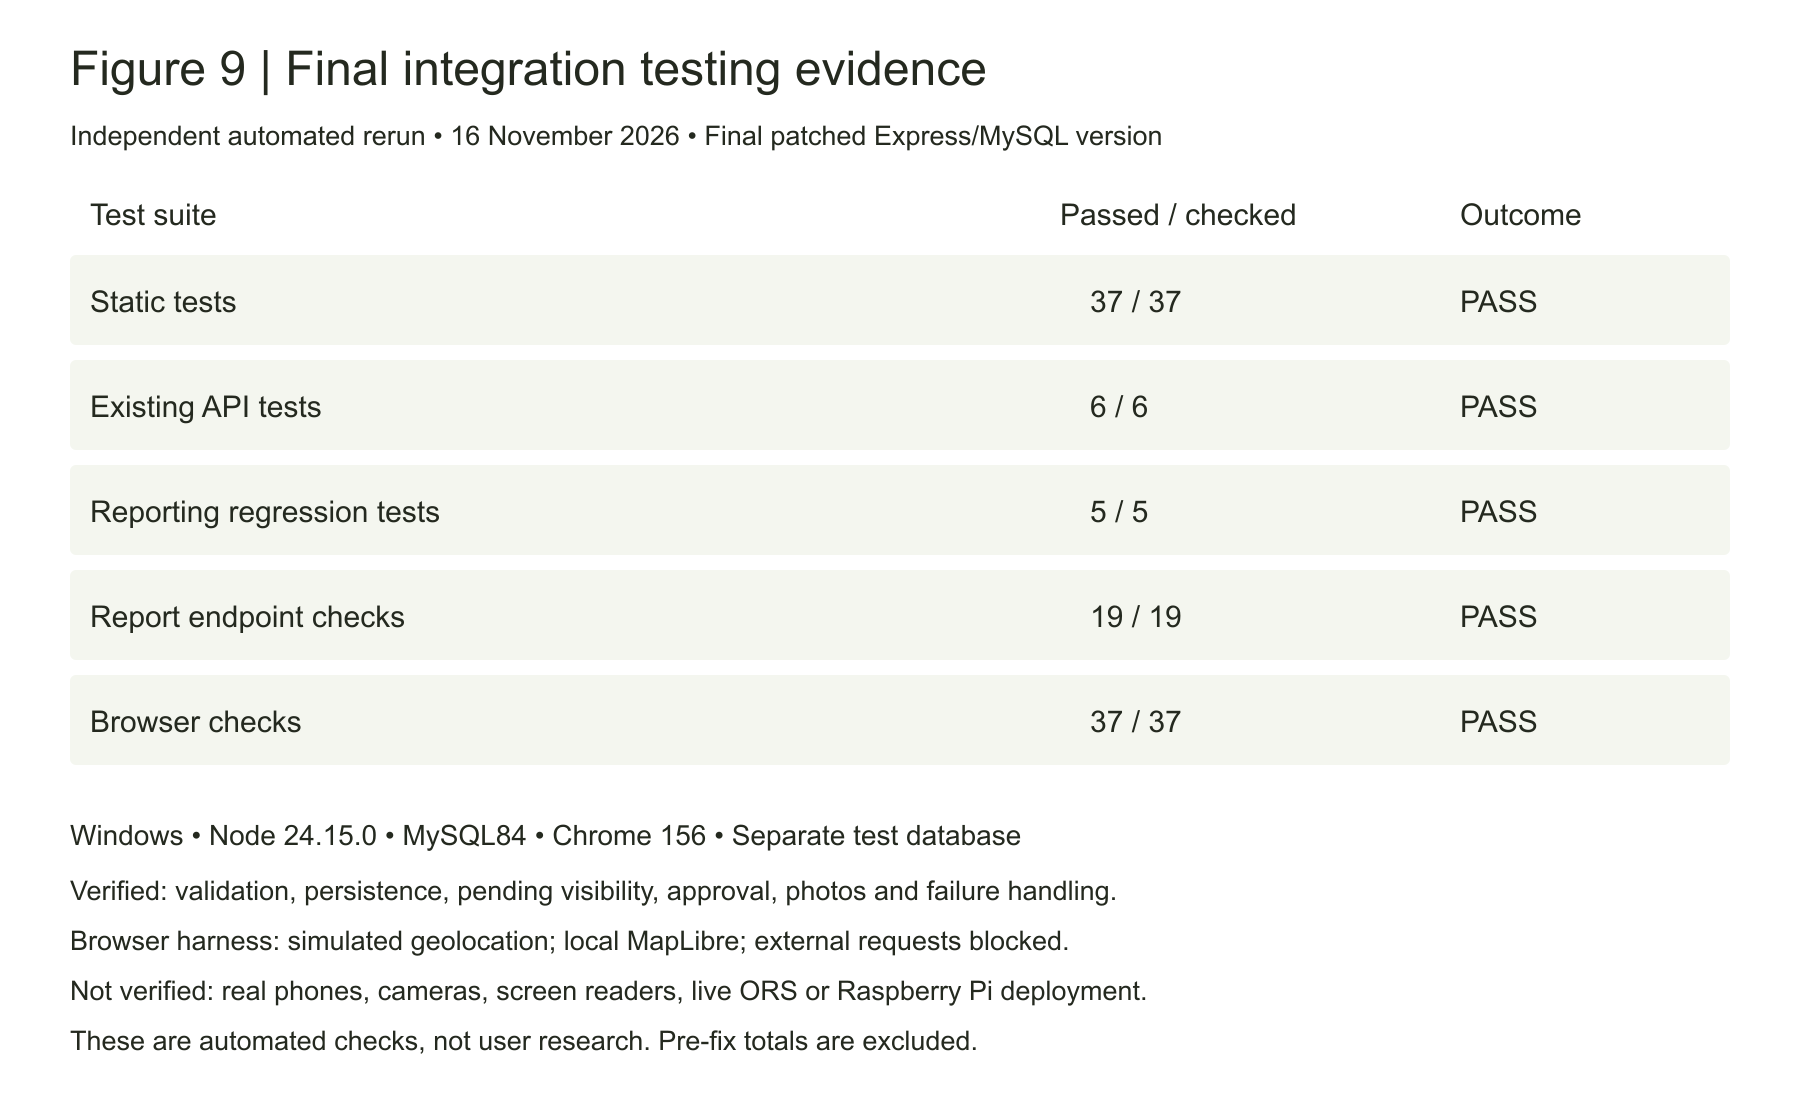 Figure 9 | Final integration testing evidence
Independent automated rerun • 16 November 2026 • Final patched Express/MySQL version
Test suite Passed / checked Outcome
Static tests 37 / 37 PASS
Existing API tests 6 / 6 PASS
Reporting regression tests 5 / 5 PASS
Report endpoint checks 19 / 19 PASS
Browser checks 37 / 37 PASS
Windows • Node 24.15.0 • MySQL84 • Chrome 156 • Separate test database
Verified: validation, persistence, pending visibility, approval, photos and failure handling.
Browser harness: simulated geolocation; local MapLibre; external requests blocked.
Not verified: real phones, cameras, screen readers, live ORS or Raspberry Pi deployment.
These are automated checks, not user research. Pre-fix totals are excluded.